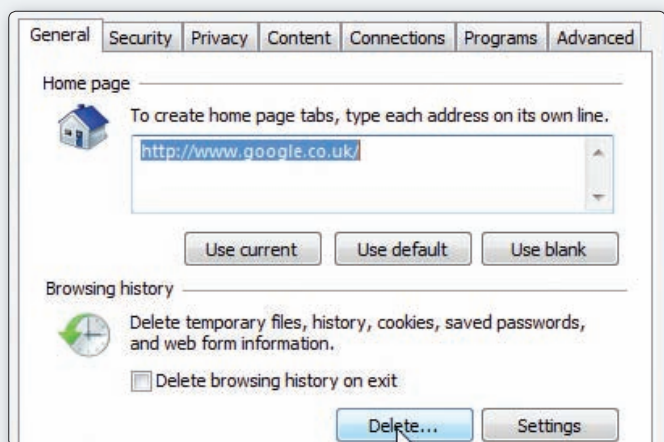 General Security Privacy Content Connections Programs Advanced
Home page
To create home page tabs, type each address on its own line.
http://www.google.co.uk/
Use current Use default Use blank
Browsing history
Delete temporary files, history, cookies, saved passwords,
and web form information.
Delete browsing history on exit
Delete... Settings